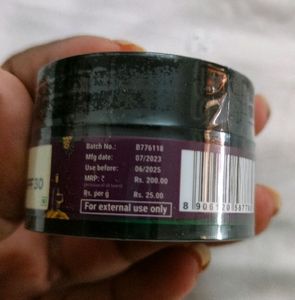 Batch No.: B776118
Mfg date: 07/2023
Use before: 06/2025
MRP: ₹ Rs. 200.00
(Inclusive of all taxes)
Rs. per g Rs. 25.00
For external use only
30